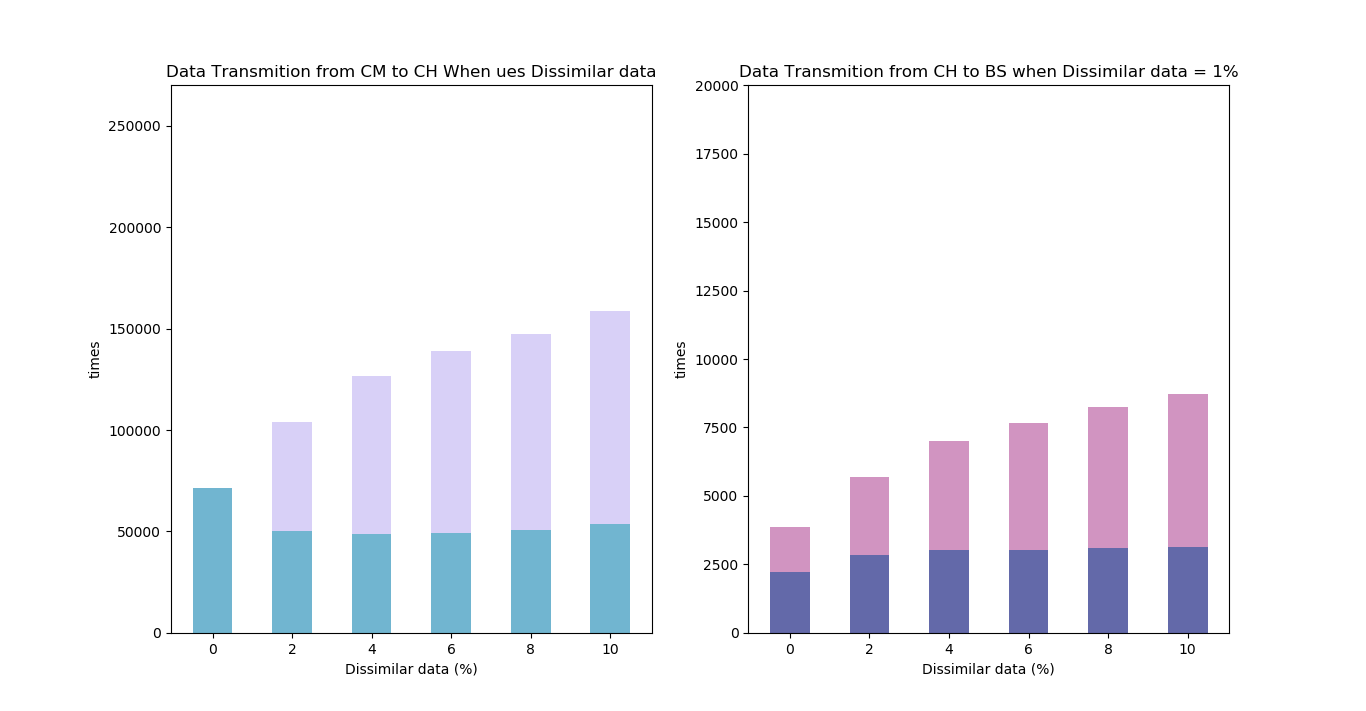 Data Transmition from CM to CH When ues Dissimilar data
250000
200000
150000
100000
50000
0
times
0 2 4 6 8 10
Dissimilar data (%)
Data Transmition from CH to BS when Dissimilar data = 1%
20000
17500
15000
12500
10000
7500
5000
2500
0
times
0 2 4 6 8 10
Dissimilar data (%)